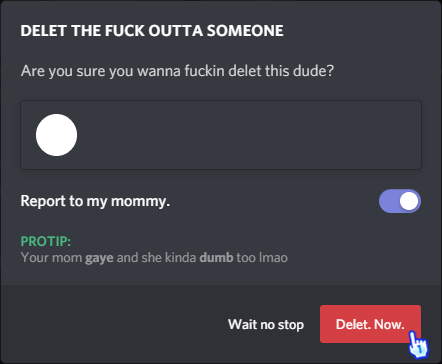 DELET THE FUCK OUTTA SOMEONE
Are you sure you wanna fuckin delet this dude?
Report to my mommy.
PROTIP:
Your mom gaye and she kinda dumb too lmao
Wait no stop
Delet. Now.